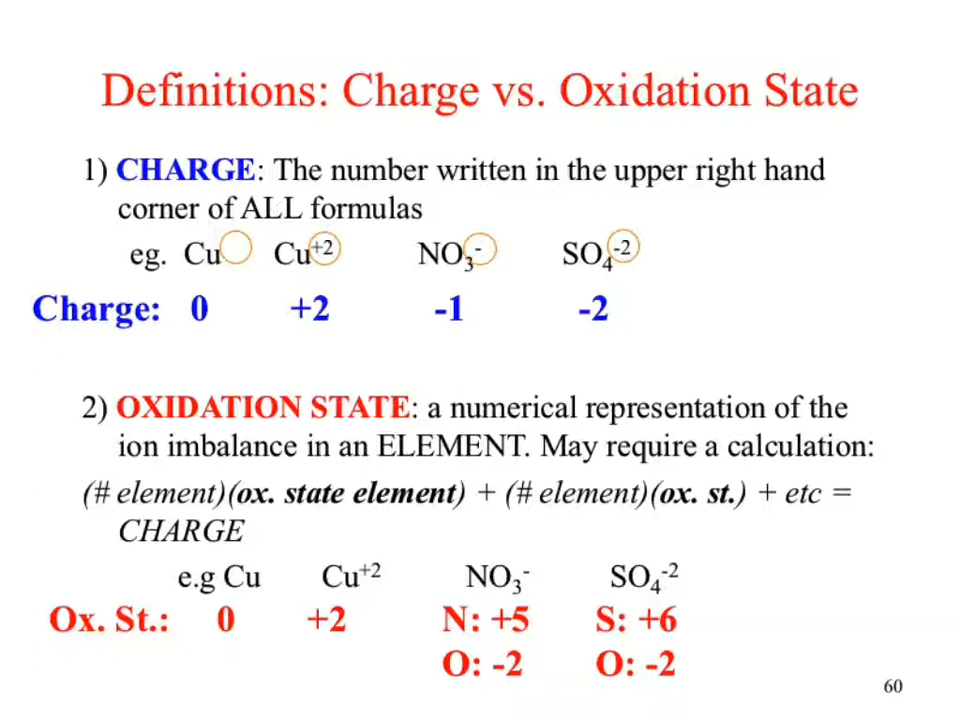 Definitions: Charge vs. Oxidation State
1) CHARGE: The number written in the upper right hand
corner of ALL formulas
eg. Cu Cu⁺² NO₃⁻ SO₄⁻²
Charge: 0 +2 -1 -2
2) OXIDATION STATE: a numerical representation of the
ion imbalance in an ELEMENT. May require a calculation:
(# element)(ox. state element) + (# element)(ox. st.) + etc =
CHARGE
e.g Cu Cu⁺² NO₃⁻ SO₄⁻²
Ox. St.: 0 +2 N: +5 S: +6
O: -2 O: -2
60